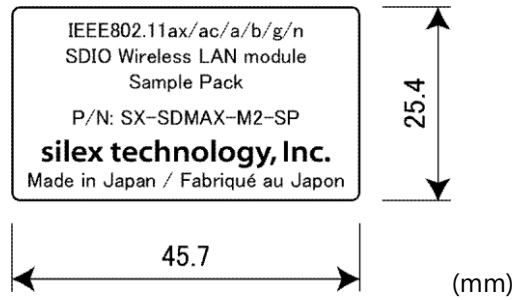 IEEE802.11ax/ac/a/b/g/n
SDIO Wireless LAN module
Sample Pack
P/N: SX-SDMAX-M2-SP
silex technology, Inc.
Made in Japan / Fabriqué au Japon
25.4
45.7
(mm)